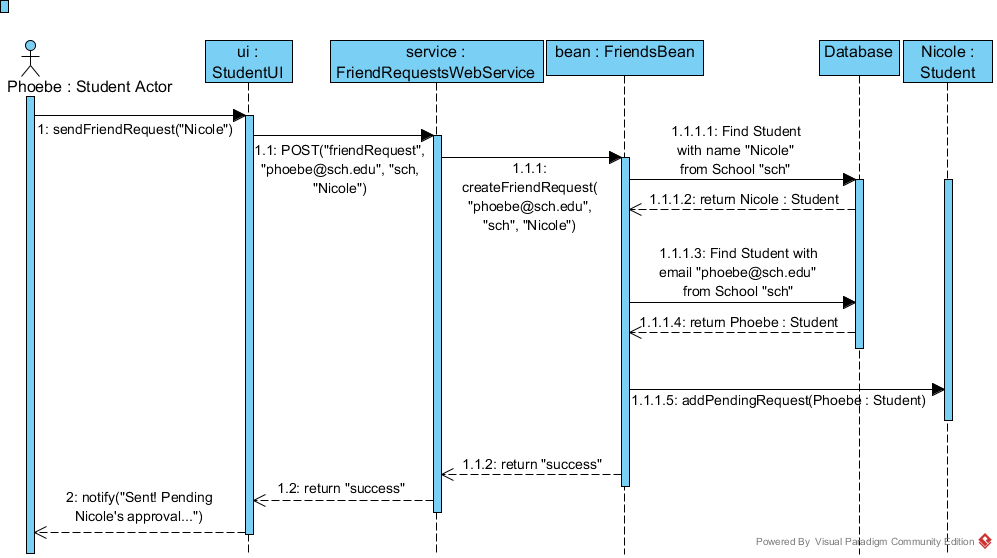 Phoebe : Student Actor
ui :
StudentUI
service :
FriendRequestsWebService
bean : FriendsBean
Database
Nicole :
Student
1: sendFriendRequest("Nicole")
1.1: POST("friendRequest",
"phoebe@sch.edu", "sch,
"Nicole")
1.1.1:
createFriendRequest(
"phoebe@sch.edu",
"sch", "Nicole")
1.1.1.1: Find Student
with name "Nicole"
from School "sch"
1.1.1.2: return Nicole : Student
1.1.1.3: Find Student with
email "phoebe@sch.edu"
from School "sch"
1.1.1.4: return Phoebe : Student
1.1.1.5: addPendingRequest(Phoebe : Student)
1.1.2: return "success"
1.2: return "success"
2: notify("Sent! Pending
Nicole's approval...")
Powered By Visual Paradigm Community Edition